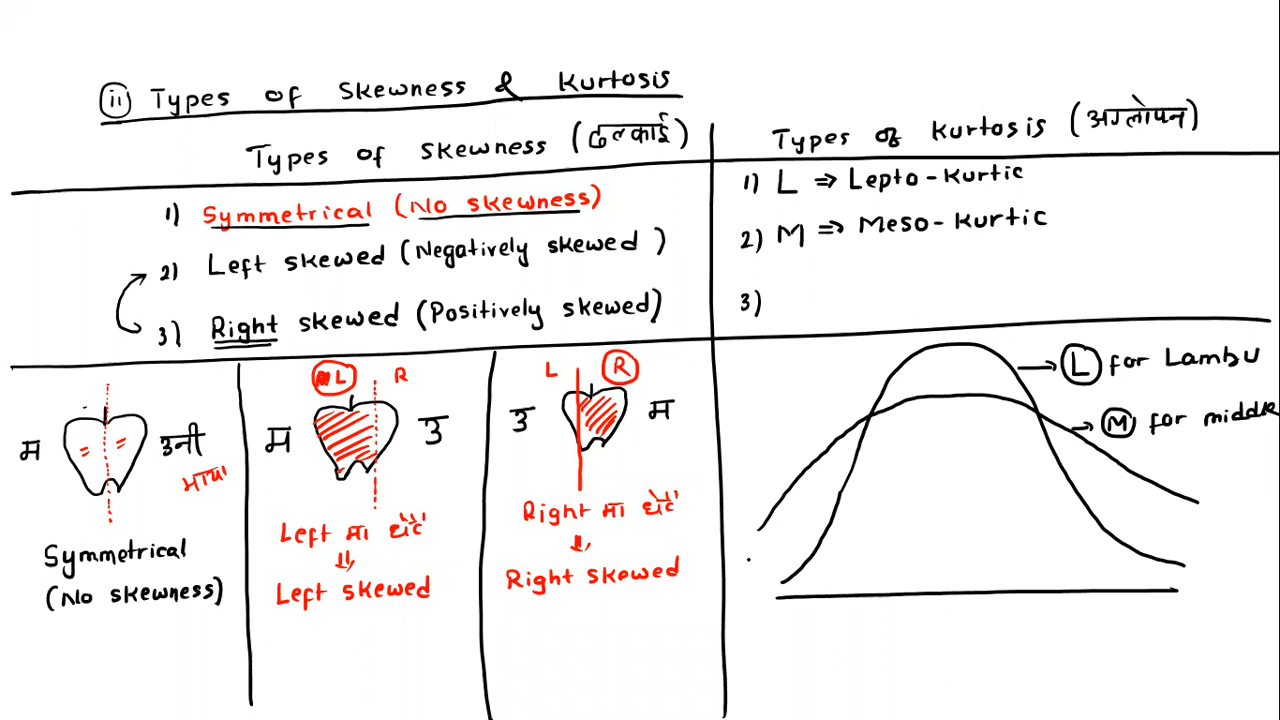 ii Types of Skewness & Kurtosis
Types of skewness (ढलकाई)
1) Symmetrical (No skewness)
2) Left skewed (Negatively skewed)
3) Right skewed (Positively skewed)
Types of Kurtosis (अग्लोपन)
1) L ⇒ Lepto-Kurtic
2) M ⇒ Meso-Kurtic
3)
म उनी
Symmetrical
(No skewness)
L R
म उ
Left मा धेरै
⇓
Left skewed
L R
उ म
Right मा धेरै
⇓
Right skewed
→ L for Lambu
→ M for middle